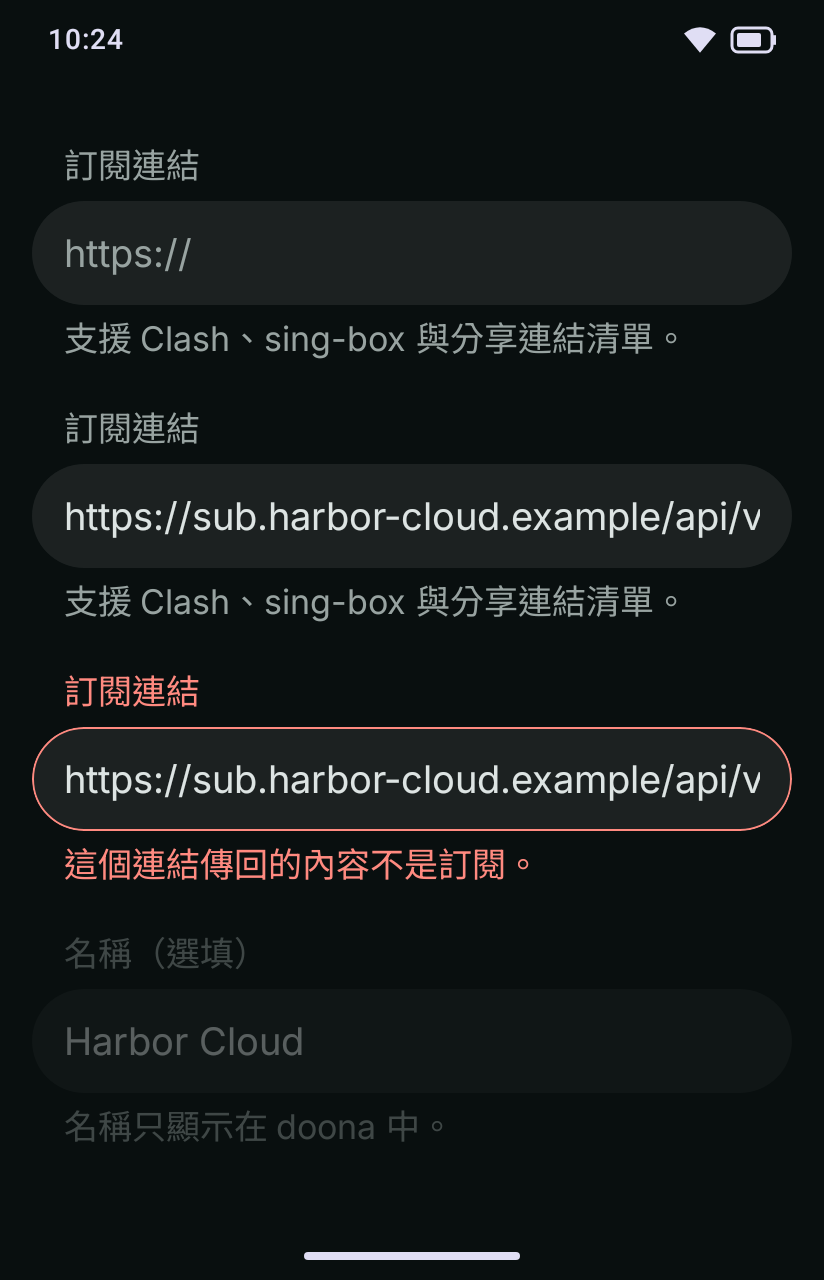 10:24
訂閱連結
https://
支援 Clash、sing-box 與分享連結清單。
訂閱連結
https://sub.harbor-cloud.example/api/v
支援 Clash、sing-box 與分享連結清單。
訂閱連結
https://sub.harbor-cloud.example/api/v
這個連結傳回的內容不是訂閱。
名稱（選填）
Harbor Cloud
名稱只顯示在 doona 中。